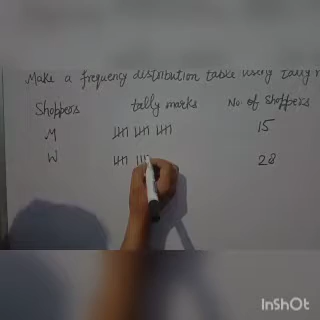 Make a frequency distribution table using tally
Shoppers tally marks No. of Shoppers
M 𝍸 𝍸 𝍸 15
W 𝍸 28
InShOt